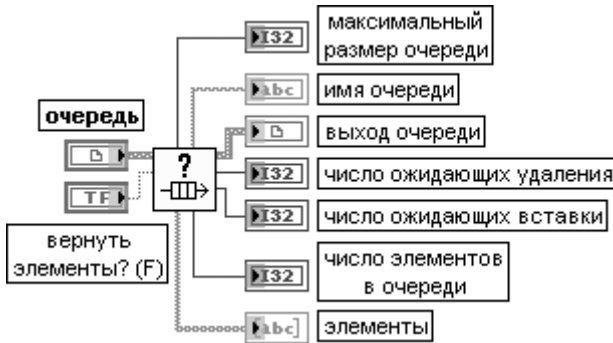 максимальный
размер очереди
I32
abc
имя очереди
очередь
выход очереди
?
I32
число ожидающих удаления
TF
I32
число ожидающих вставки
вернуть
элементы? (F)
число элементов
в очереди
I32
abc]
элементы